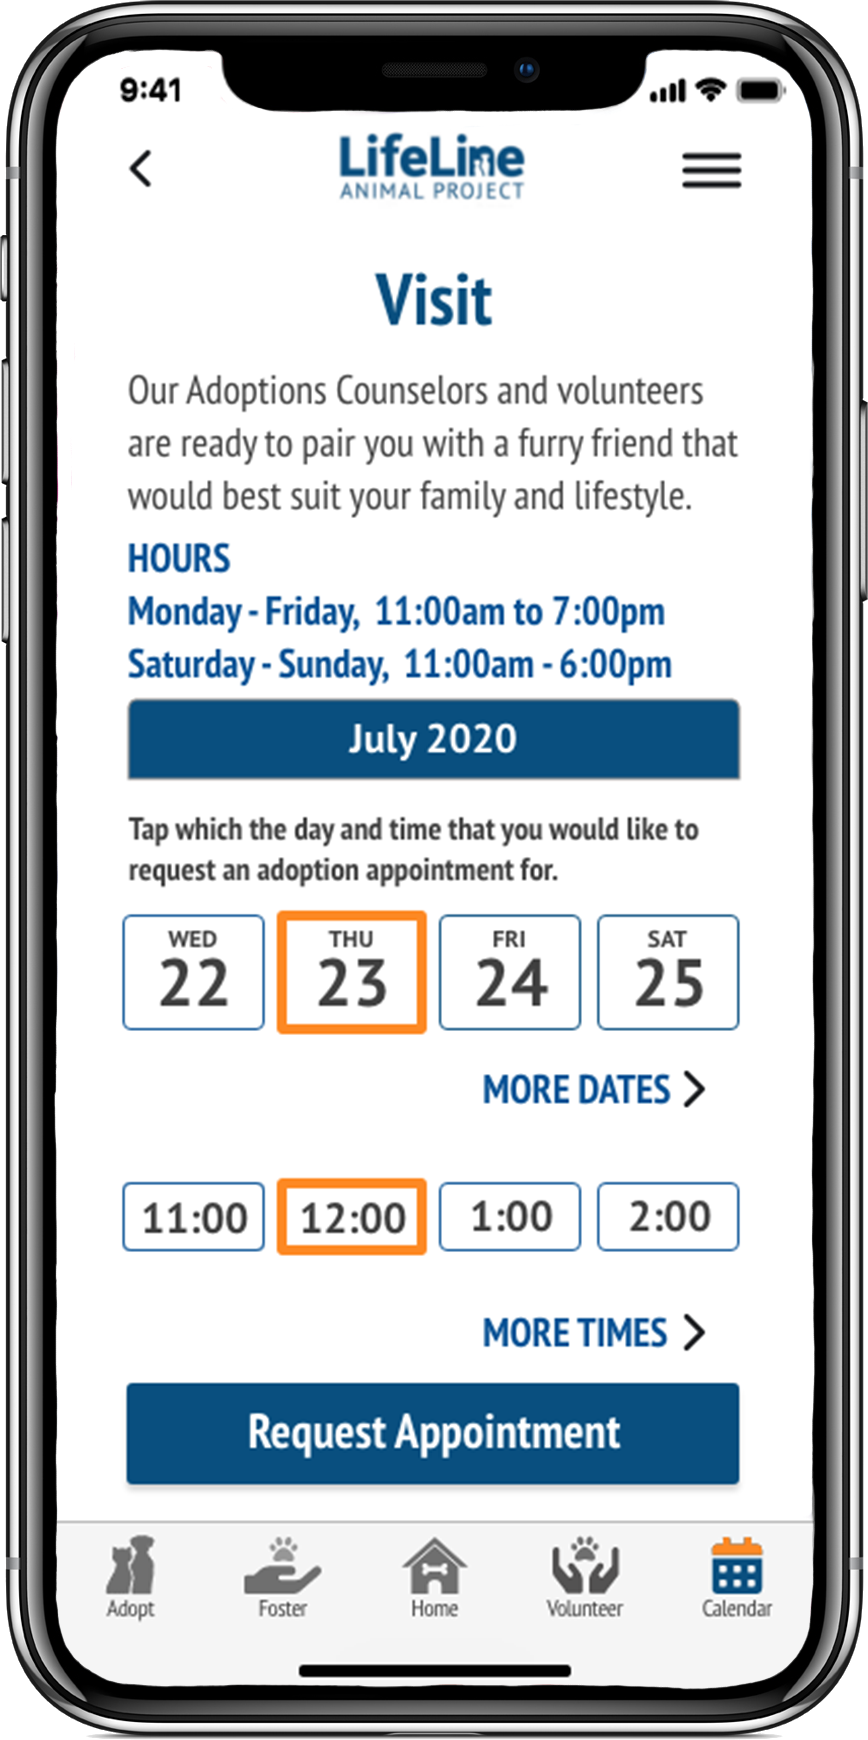 9:41
LifeLine
ANIMAL PROJECT
Visit
Our Adoptions Counselors and volunteers
are ready to pair you with a furry friend that
would best suit your family and lifestyle.
HOURS
Monday - Friday,  11:00am to 7:00pm
Saturday - Sunday,  11:00am - 6:00pm
July 2020
Tap which the day and time that you would like to
request an adoption appointment for.
WED THU FRI SAT
22 23 24 25
MORE DATES
11:00 12:00 1:00 2:00
MORE TIMES
Request Appointment
Adopt Foster Home Volunteer Calendar